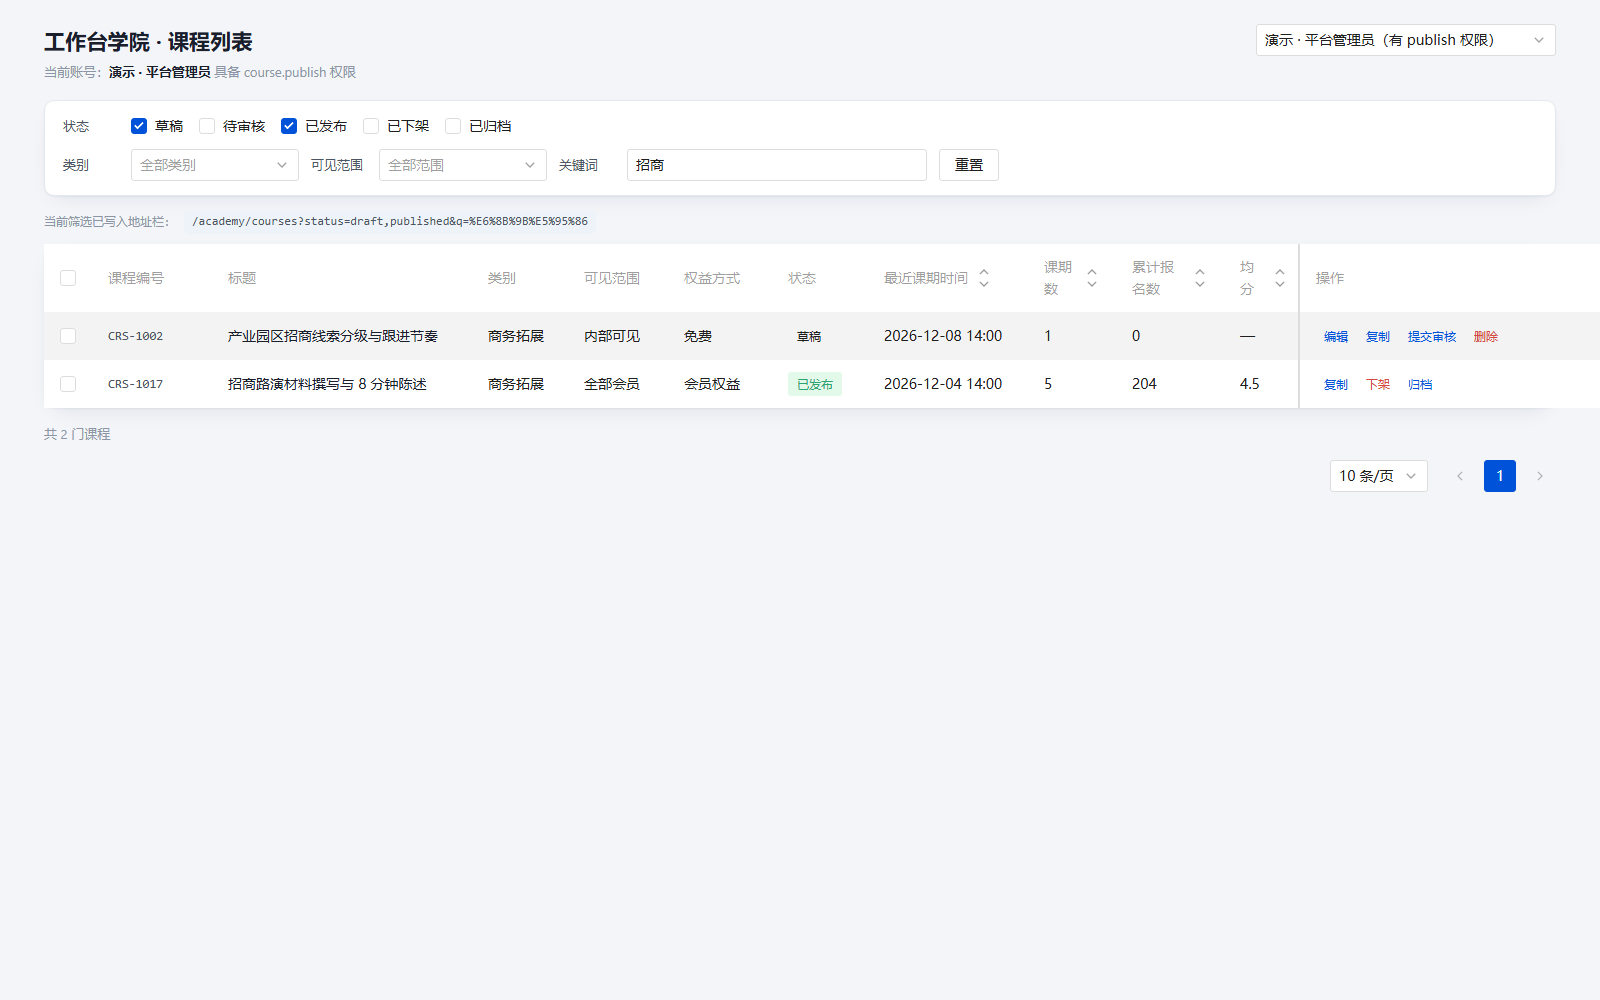 工作台学院 · 课程列表
演示 · 平台管理员（有 publish 权限）
当前账号：演示 · 平台管理员 具备 course.publish 权限
状态 草稿 待审核 已发布 已下架 已归档
类别 全部类别 可见范围 全部范围 关键词 招商 重置
当前筛选已写入地址栏： /academy/courses?status=draft,published&q=%E6%8B%9B%E5%95%86
课程编号 标题 类别 可见范围 权益方式 状态 最近课期时间 课期数 累计报名数 均分 操作
CRS-1002 产业园区招商线索分级与跟进节奏 商务拓展 内部可见 免费 草稿 2026-12-08 14:00 1 0 — 编辑 复制 提交审核 删除
CRS-1017 招商路演材料撰写与 8 分钟陈述 商务拓展 全部会员 会员权益 已发布 2026-12-04 14:00 5 204 4.5 复制 下架 归档
共 2 门课程
10 条/页 1